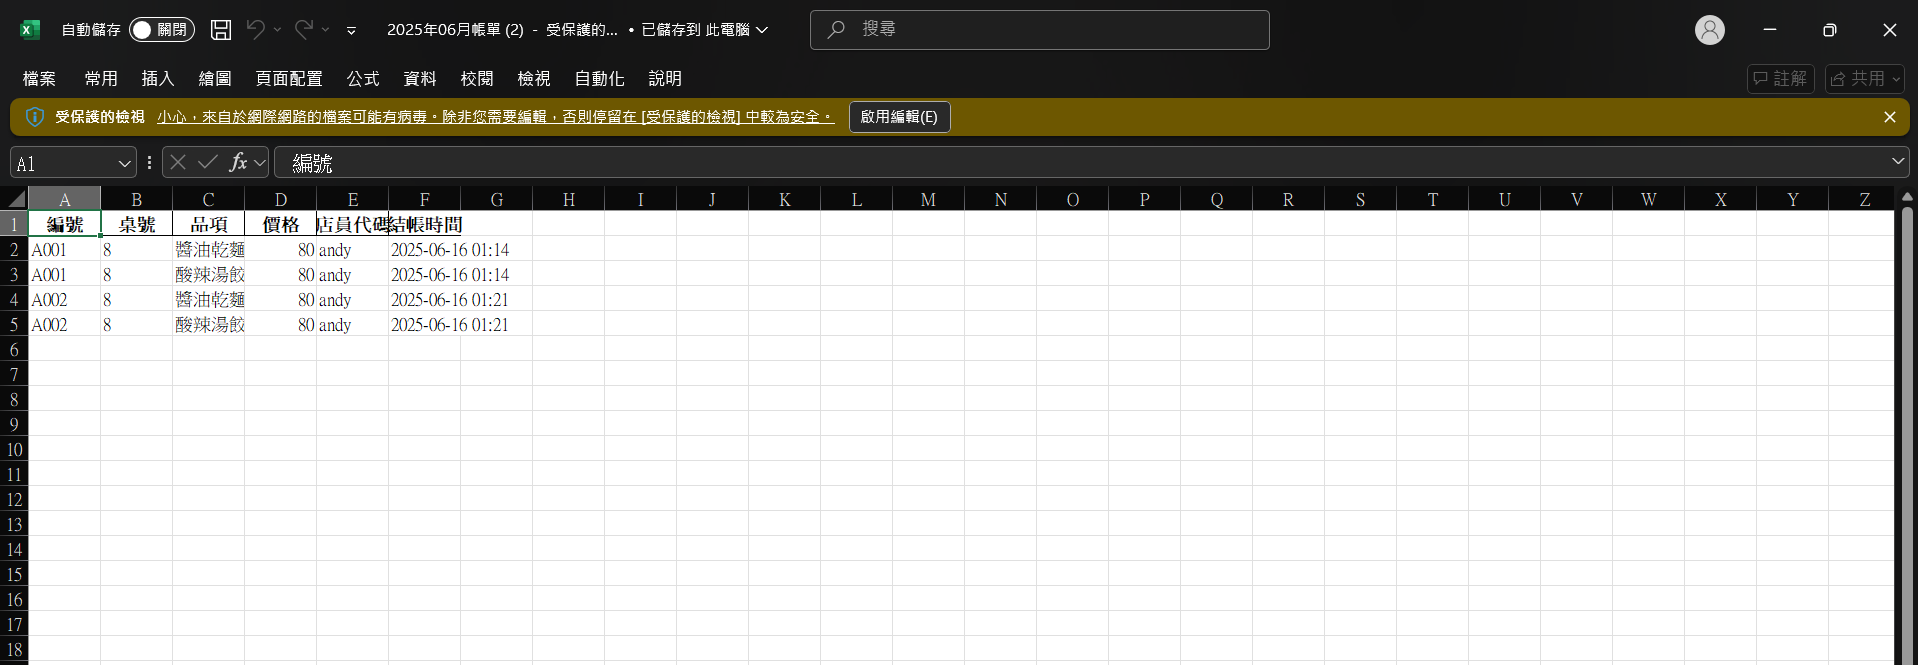 自動儲存 關閉 2025年06月帳單 (2) - 受保護的... • 已儲存到 此電腦 搜尋
檔案 常用 插入 繪圖 頁面配置 公式 資料 校閱 檢視 自動化 說明 註解 共用
受保護的檢視 小心，來自於網際網路的檔案可能有病毒。除非您需要編輯，否則停留在 [受保護的檢視] 中較為安全。 啟用編輯(E)
A1 fx 編號
A B C D E F G H I J K L M N O P Q R S T U V W X Y Z
1 編號 桌號 品項 價格 店員代碼 結帳時間
2 A001 8 醬油乾麵 80 andy 2025-06-16 01:14
3 A001 8 酸辣湯餃 80 andy 2025-06-16 01:14
4 A002 8 醬油乾麵 80 andy 2025-06-16 01:21
5 A002 8 酸辣湯餃 80 andy 2025-06-16 01:21
6
7
8
9
10
11
12
13
14
15
16
17
18